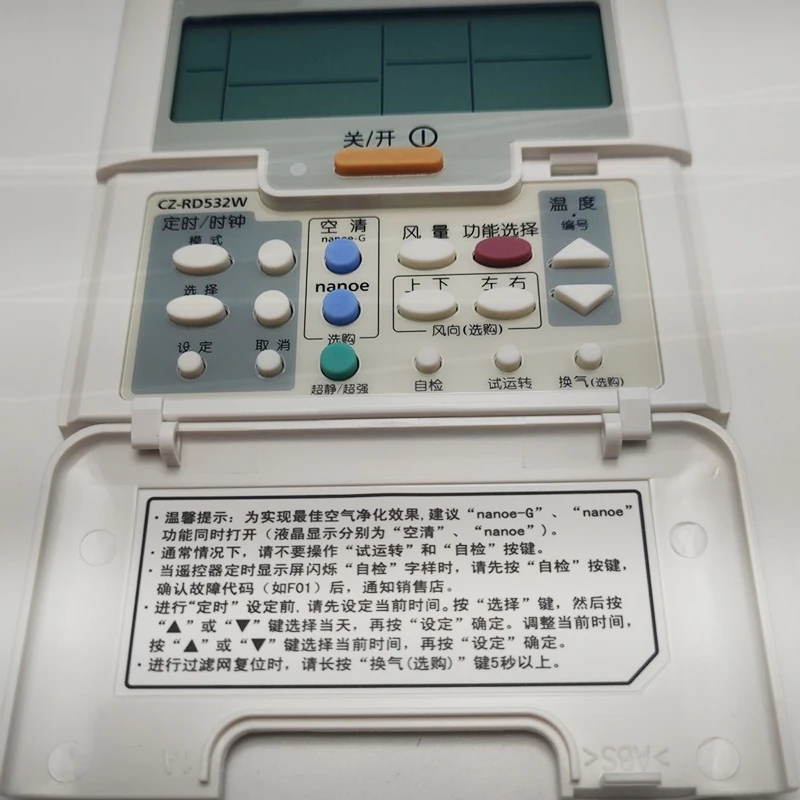 关/开
CZ-RD532W
定时/时钟
模式
选择
设定
取消
空清
nanoe-G
nanoe
选购
超静/超强
风量
功能选择
上下
左右
风向(选购)
自检
试运转
换气(选购)
温度
编号
·温馨提示：为实现最佳空气净化效果,建议“nanoe-G”、“nanoe”
功能同时打开（液晶显示分别为“空清”、“nanoe”）。
·通常情况下，请不要操作“试运转”和“自检”按键。
·当遥控器定时显示屏闪烁“自检”字样时，请先按“自检”按键，
确认故障代码（如F01）后，通知销售店。
·进行“定时”设定前,请先设定当前时间。按“选择”键，然后按
“▲”或“▼”键选择当天，再按“设定”确定。调整当前时间，
按“▲”或“▼”键选择当前时间，再按“设定”确定。
·进行过滤网复位时，请长按“换气(选购)”键5秒以上。
>ABS<